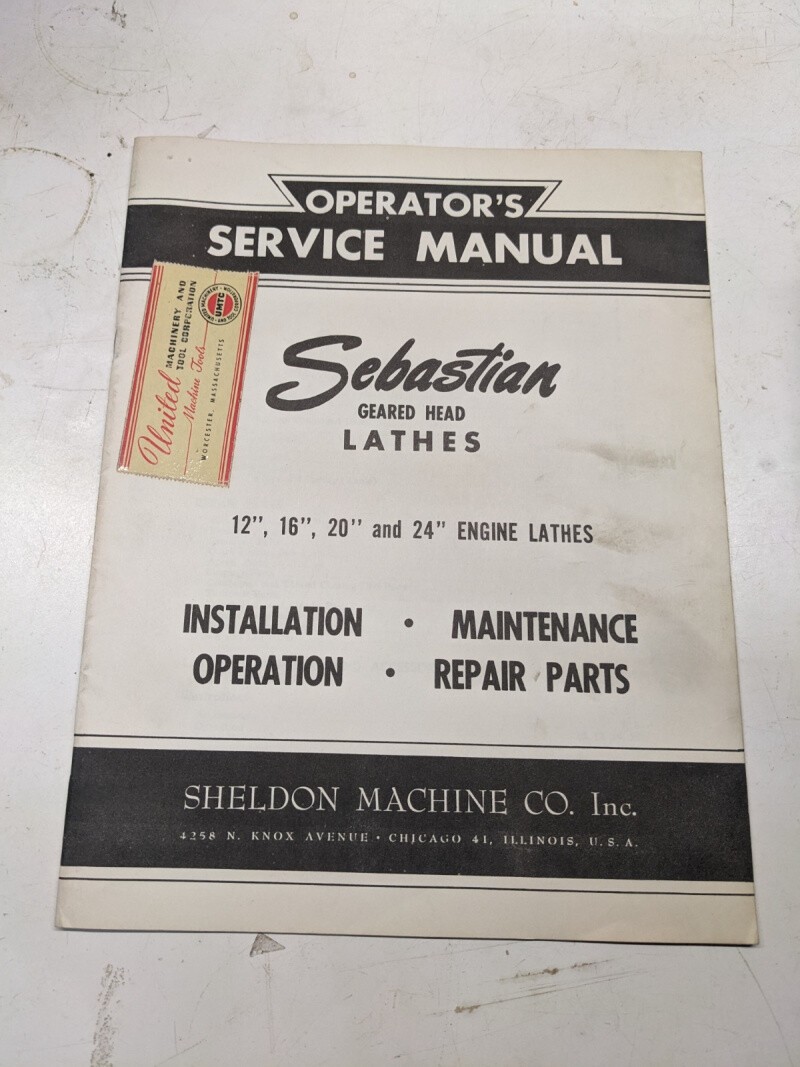 OPERATOR'S
SERVICE MANUAL
United
MACHINERY AND
TOOL CORPORATION
Machine Tools
WORCESTER, MASSACHUSETTS
UMTC
Sebastian
GEARED HEAD
LATHES
12", 16", 20" and 24" ENGINE LATHES
INSTALLATION • MAINTENANCE
OPERATION • REPAIR PARTS
SHELDON MACHINE CO. Inc.
4258 N. KNOX AVENUE • CHICAGO 41, ILLINOIS, U.S.A.